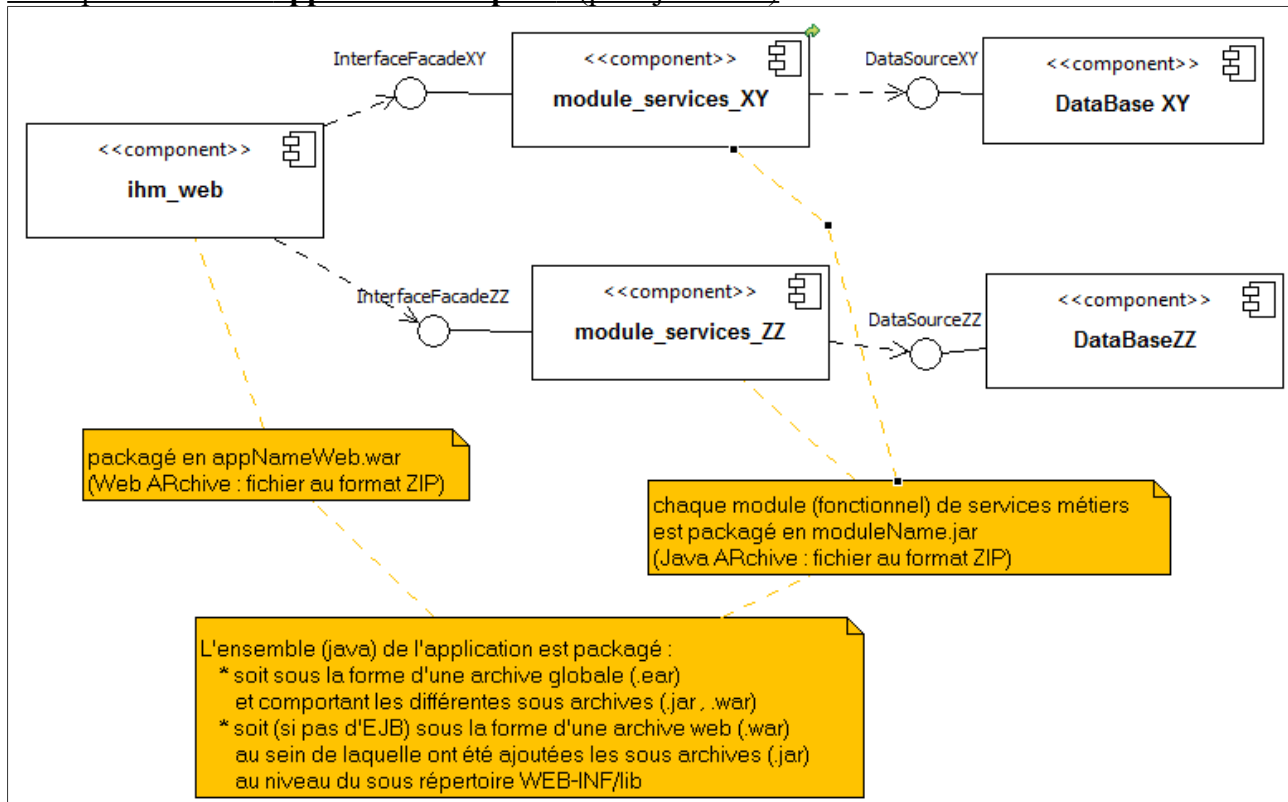 InterfaceFacadeXY
<<component>>
module_services_XY
DataSourceXY
<<component>>
DataBase XY
<<component>>
ihm_web
InterfaceFacadeZZ
<<component>>
module_services_ZZ
DataSourceZZ
<<component>>
DataBaseZZ
packagé en appNameWeb.war
(Web ARchive : fichier au format ZIP)
chaque module (fonctionnel) de services métiers
est packagé en moduleName.jar
(Java ARchive : fichier au format ZIP)
L'ensemble (java) de l'application est packagé :
* soit sous la forme d'une archive globale (.ear)
et comportant les différentes sous archives (.jar , .war)
* soit (si pas d'EJB) sous la forme d'une archive web (.war)
au sein de laquelle ont été ajoutées les sous archives (.jar)
au niveau du sous répertoire WEB-INF/lib